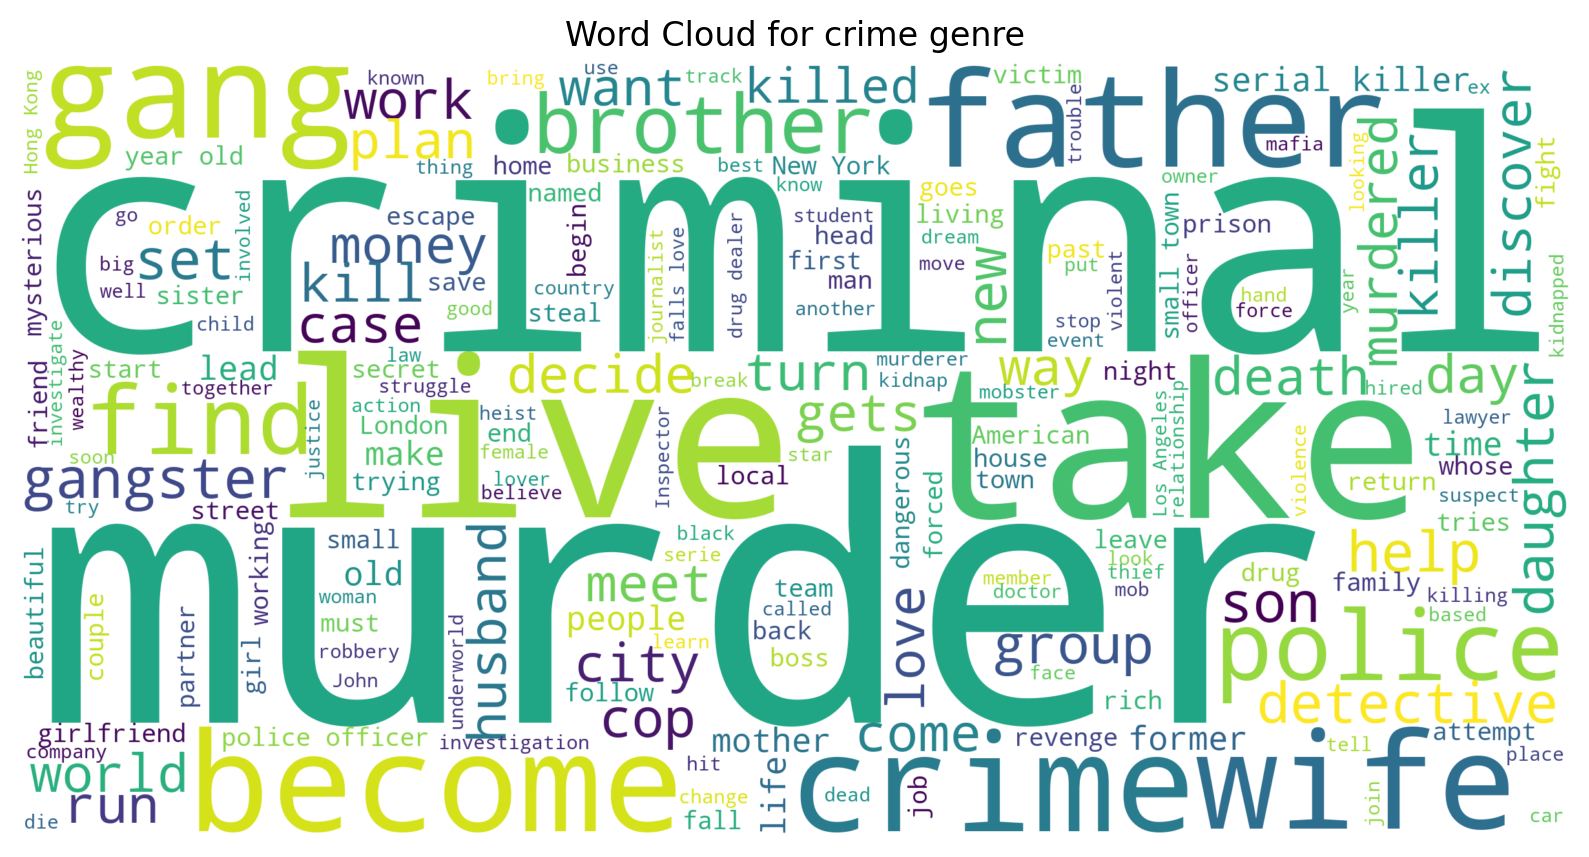 Word Cloud for crime genre
gang
known
work
bring
use
want
track
killed
victim
serial killer
ex
Hong Kong
plan
brother
father
trouble
mafia
looking
discover
fight
year old
thing
home
business
best
New York
owner
murdered
killer
criminal
mysterious
go
order
involved
escape
named
know
student
goes
living
dream
past
small town
prison
set
money
begin
journalist
falls love
drug dealer
head
first
new
put
violent
officer
year
big
well
sister
kill
save
country
man
move
hand
force
kidnapped
child
case
good
steal
another
stop
event
friend
investigate
wealthy
start
lead
law
secret
decide
turn
murderer
way
night
death
day
together
struggle
break
kidnap
mobster
hired
find
live
action
heist
gets
take
Los Angeles
relationship
lawyer
daughter
justice
London
end
Inspector
American
violence
time
soon
make
female
star
house
whose
gangster
trying
lover
local
dangerous
town
return
suspect
try
street
believe
forced
tries
murder
beautiful
working
small
husband
black
leave
help
couple
old
serie
look
thief
drug
family
woman
meet
team
member
mob
son
killing
partner
girl
must
people
called
love
doctor
based
robbery
underworld
learn
back
group
police
John
city
boss
face
follow
rich
detective
girlfriend
police officer
cop
mother
come
revenge
former
tell
attempt
company
investigation
place
world
become
hit
life
crime
wife
run
change
dead
job
join
die
fall
car